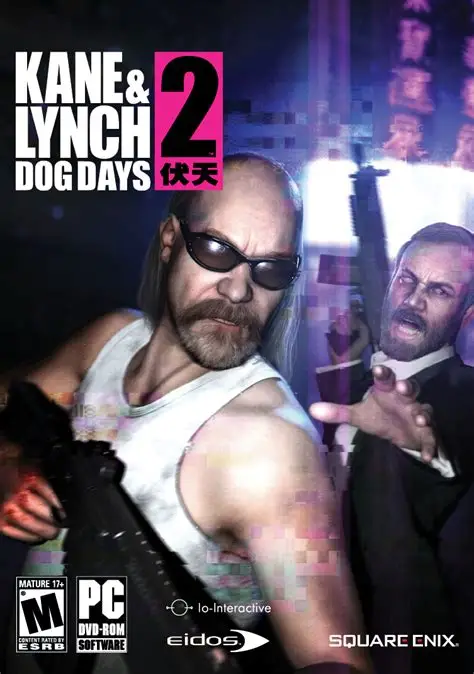 KANE &
LYNCH
DOG DAYS
2
伏天
MATURE 17+
M
CONTENT RATED BY
ESRB
PC
DVD-ROM
SOFTWARE
Io-Interactive
eidos
SQUARE ENIX